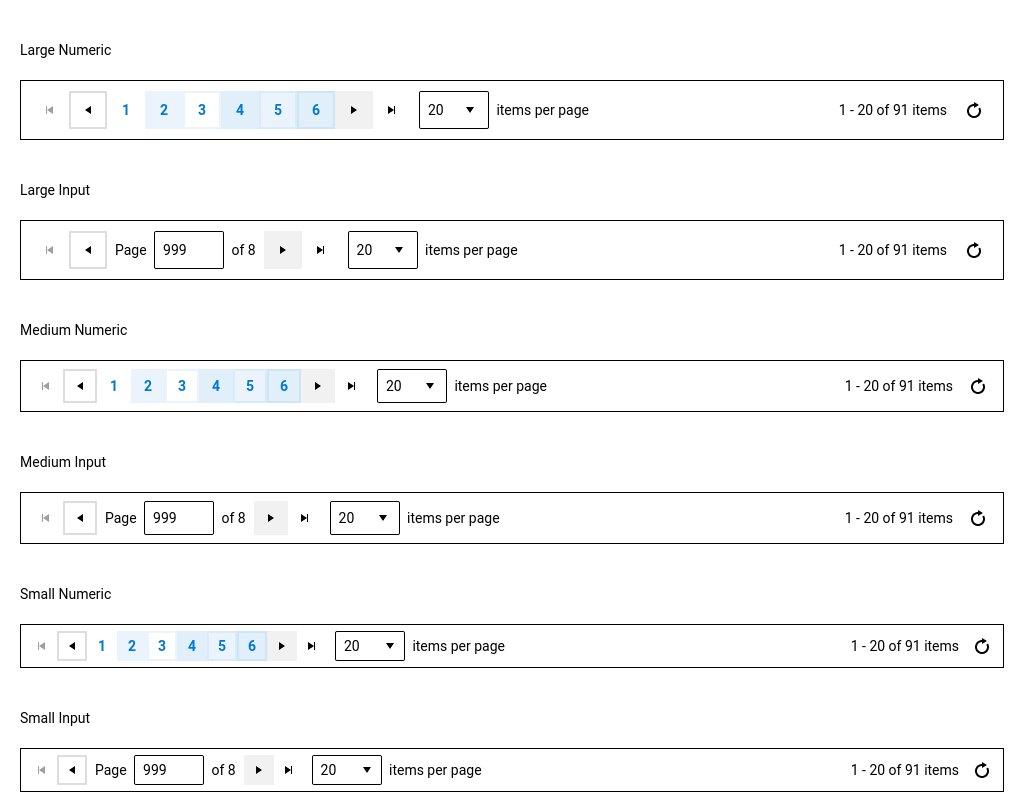 Large Numeric
1 2 3 4 5 6 20 items per page 1 - 20 of 91 items
Large Input
Page 999 of 8 20 items per page 1 - 20 of 91 items
Medium Numeric
1 2 3 4 5 6 20 items per page 1 - 20 of 91 items
Medium Input
Page 999 of 8 20 items per page 1 - 20 of 91 items
Small Numeric
1 2 3 4 5 6 20 items per page 1 - 20 of 91 items
Small Input
Page 999 of 8 20 items per page 1 - 20 of 91 items